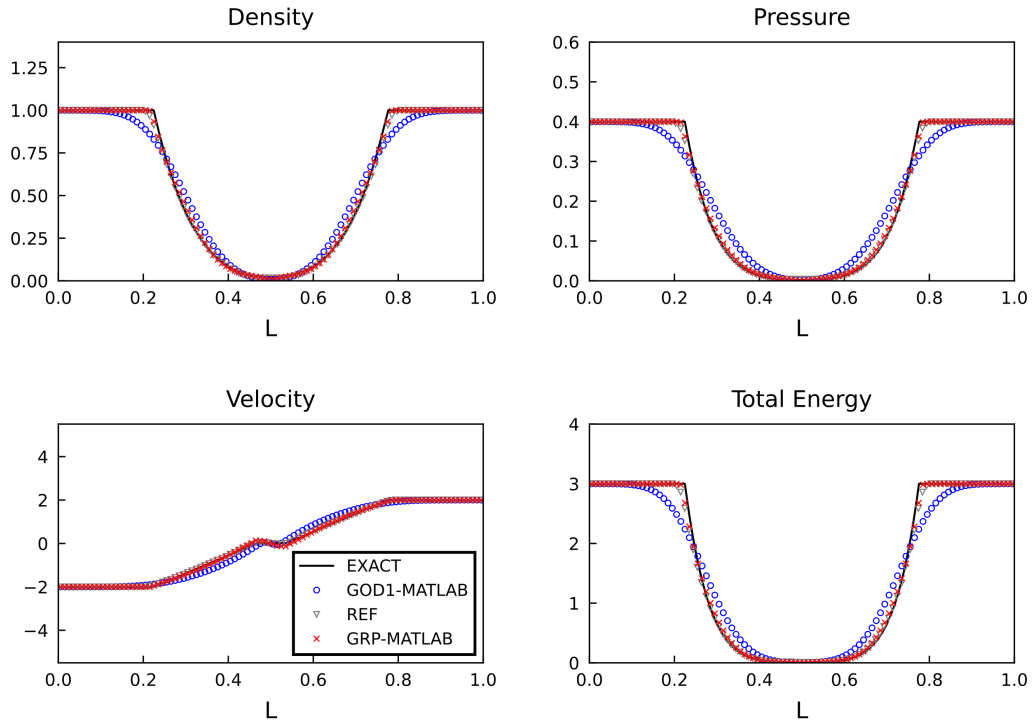 Density
1.25
1.00
0.75
0.50
0.25
0.00
0.0 0.2 0.4 0.6 0.8 1.0
L
Pressure
0.6
0.5
0.4
0.3
0.2
0.1
0.0
0.0 0.2 0.4 0.6 0.8 1.0
L
Velocity
4
2
0
−2
−4
EXACT
GOD1-MATLAB
REF
GRP-MATLAB
0.0 0.2 0.4 0.6 0.8 1.0
L
Total Energy
4
3
2
1
0
0.0 0.2 0.4 0.6 0.8 1.0
L